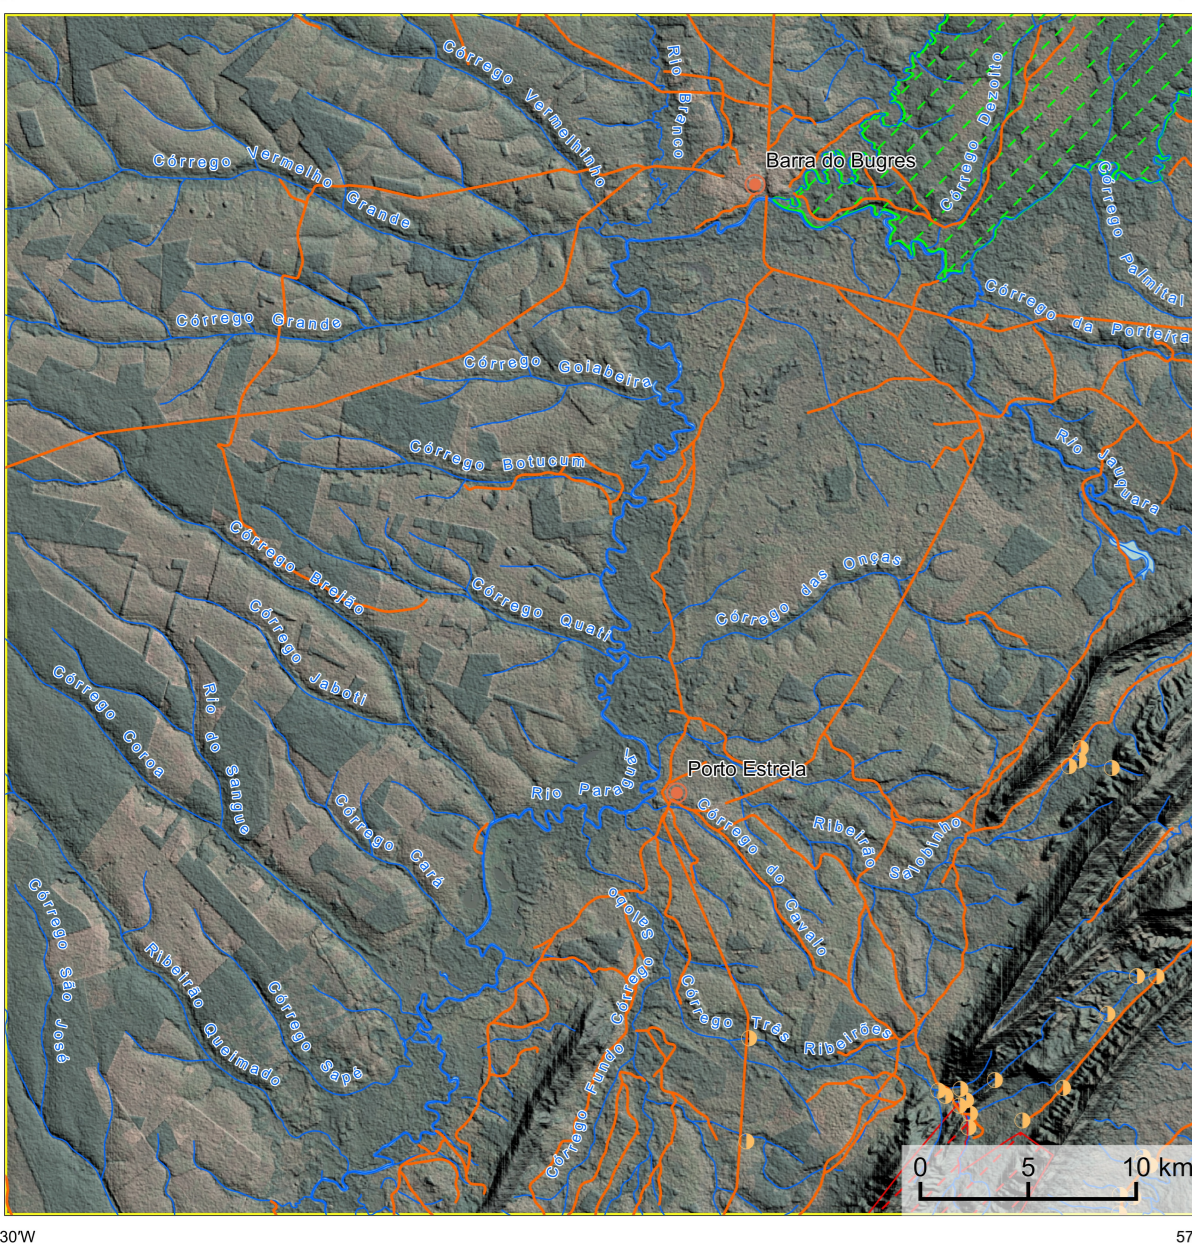 Córrego Vermelhinho
Rio Branco
Córrego Dezoito
Barra do Bugres
Córrego Vermelho Grande
Córrego Palmital
Córrego Grande
Córrego da Porteira
Córrego Goiabeira
Córrego Botucum
Rio Jauquara
Córrego Brejão
Córrego Quati
Córrego das Onças
Córrego Jaboti
Córrego Coroa
Rio do Sangue
Rio Paraguai
Porto Estrela
Córrego Cará
Córrego do Cavalo
Ribeirão Salobinho
Córrego São José
Ribeirão Queimado
Córrego Sapé
Córrego Fundo
Córrego Salobo
Córrego Três Ribeirões
0 5 10 km
30'W
57